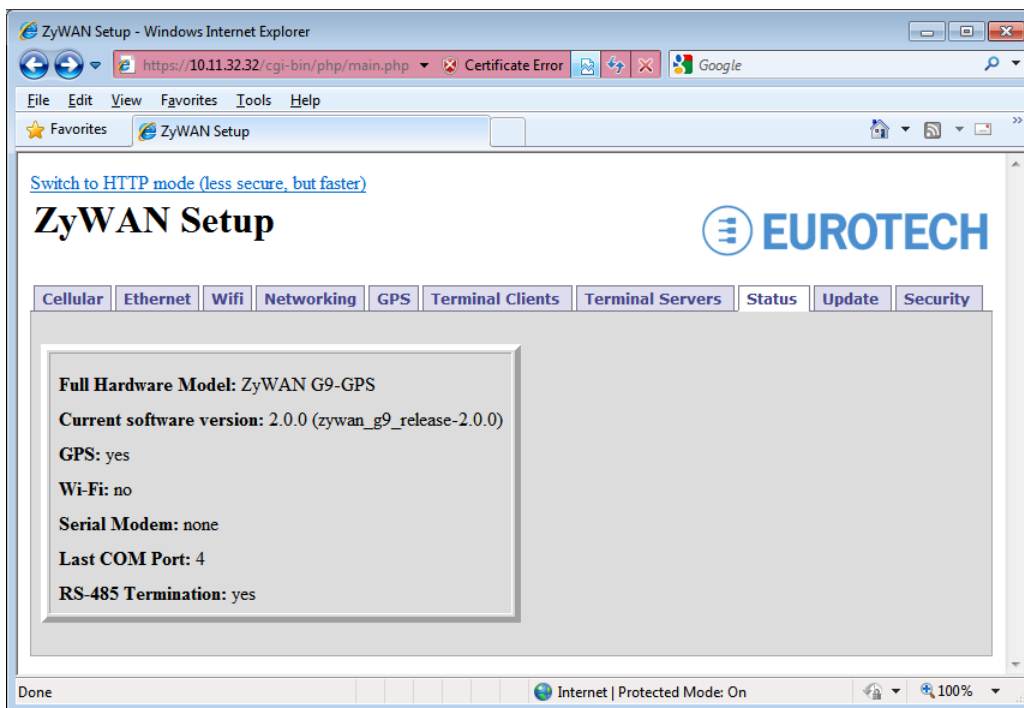 ZyWAN Setup - Windows Internet Explorer
https://10.11.32.32/cgi-bin/php/main.php Certificate Error Google
File Edit View Favorites Tools Help
Favorites ZyWAN Setup
Switch to HTTP mode (less secure, but faster)
ZyWAN Setup
EUROTECH
Cellular Ethernet Wifi Networking GPS Terminal Clients Terminal Servers Status Update Security
Full Hardware Model: ZyWAN G9-GPS
Current software version: 2.0.0 (zywan_g9_release-2.0.0)
GPS: yes
Wi-Fi: no
Serial Modem: none
Last COM Port: 4
RS-485 Termination: yes
Done Internet | Protected Mode: On 100%